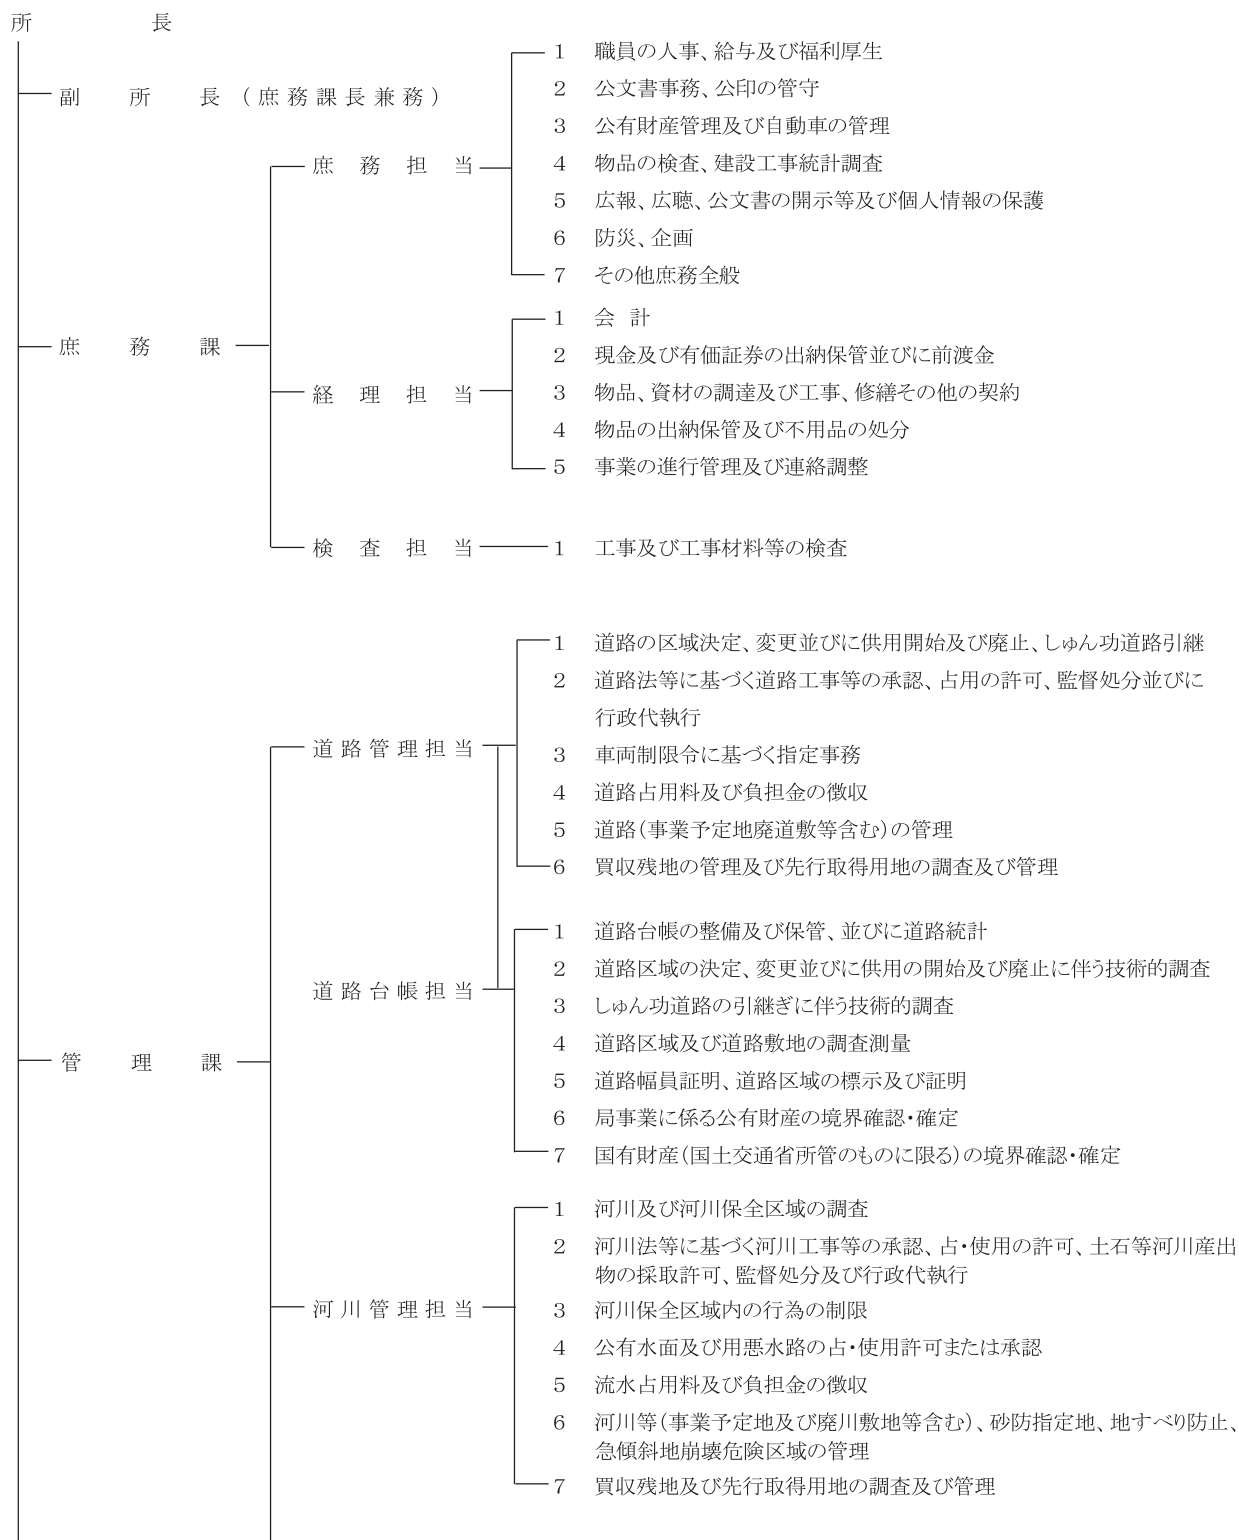 所長
副所長(庶務課長兼務)
庶務課
庶務担当
1 職員の人事、給与及び福利厚生
2 公文書事務、公印の管守
3 公有財産管理及び自動車の管理
4 物品の検査、建設工事統計調査
5 広報、広聴、公文書の開示等及び個人情報の保護
6 防災、企画
7 その他庶務全般
経理担当
1 会計
2 現金及び有価証券の出納保管並びに前渡金
3 物品、資材の調達及び工事、修繕その他の契約
4 物品の出納保管及び不用品の処分
5 事業の進行管理及び連絡調整
検査担当
1 工事及び工事材料等の検査
管理課
道路管理担当
1 道路の区域決定、変更並びに供用開始及び廃止、しゅん功道路引継
2 道路法等に基づく道路工事等の承認、占用の許可、監督処分並びに
行政代執行
3 車両制限令に基づく指定事務
4 道路占用料及び負担金の徴収
5 道路(事業予定地廃道敷等含む)の管理
6 買収残地の管理及び先行取得用地の調査及び管理
道路台帳担当
1 道路台帳の整備及び保管、並びに道路統計
2 道路区域の決定、変更並びに供用の開始及び廃止に伴う技術的調査
3 しゅん功道路の引継ぎに伴う技術的調査
4 道路区域及び道路敷地の調査測量
5 道路幅員証明、道路区域の標示及び証明
6 局事業に係る公有財産の境界確認・確定
7 国有財産(国土交通省所管のものに限る)の境界確認・確定
河川管理担当
1 河川及び河川保全区域の調査
2 河川法等に基づく河川工事等の承認、占・使用の許可、土石等河川産出
物の採取許可、監督処分及び行政代執行
3 河川保全区域内の行為の制限
4 公有水面及び用悪水路の占・使用許可または承認
5 流水占用料及び負担金の徴収
6 河川等(事業予定地及び廃川敷地等含む)、砂防指定地、地すべり防止、
急傾斜地崩壊危険区域の管理
7 買収残地及び先行取得用地の調査及び管理